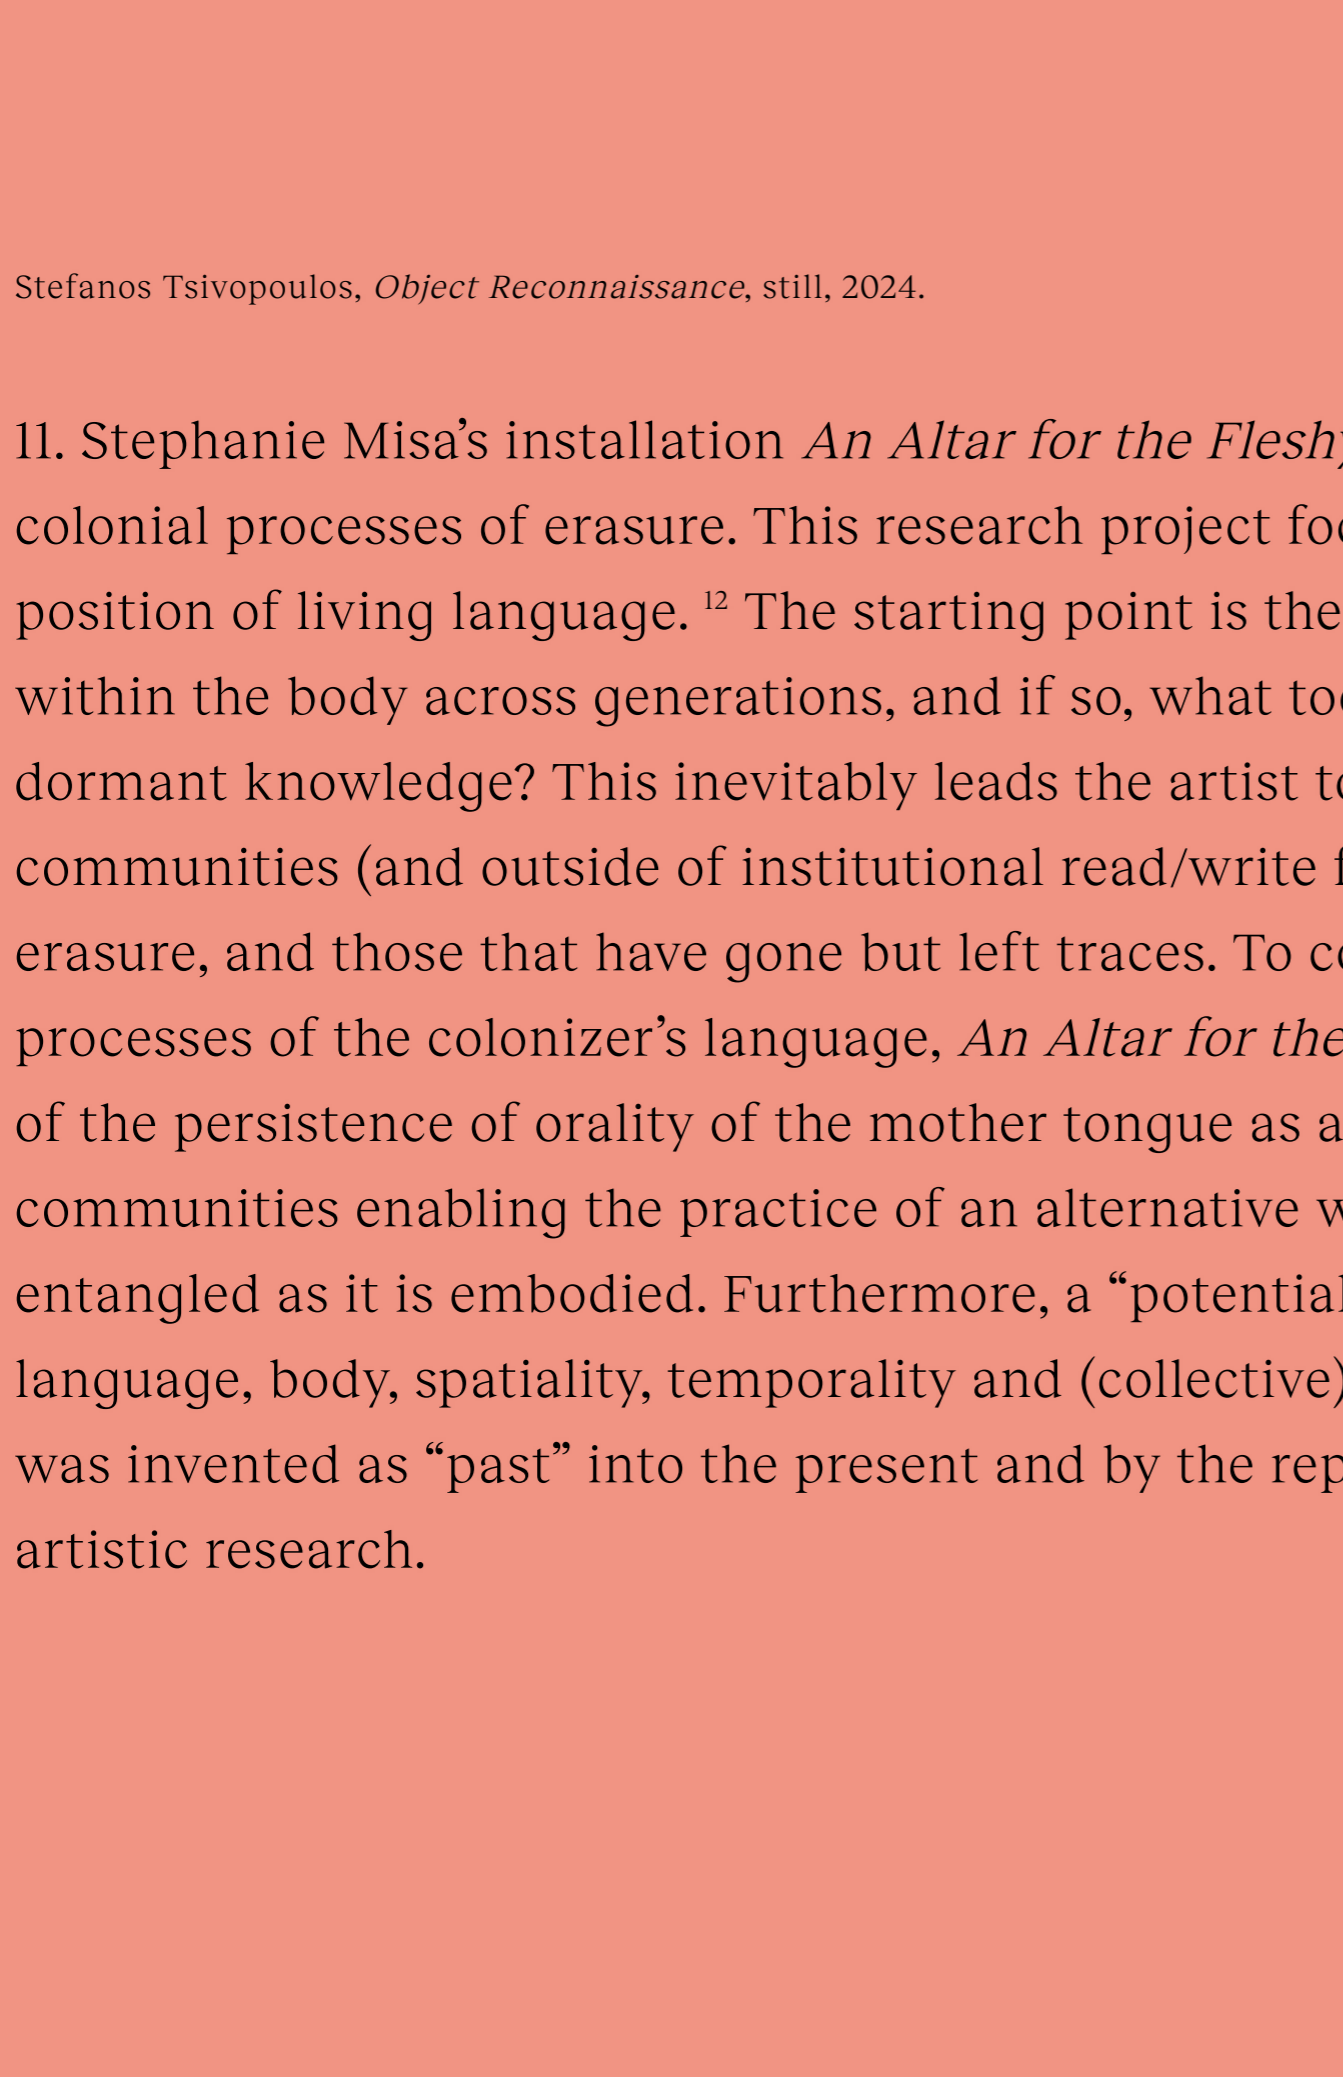 Stefanos Tsivopoulos, Object Reconnaissance, still, 2024.
11. Stephanie Misa’s installation An Altar for the Fleshy
colonial processes of erasure. This research project
position of living language. 12 The starting point is the
within the body across generations, and if so, what
dormant knowledge? This inevitably leads the artist
communities (and outside of institutional read/write
erasure, and those that have gone but left traces. To
processes of the colonizer’s language, An Altar for the
of the persistence of orality of the mother tongue as a
communities enabling the practice of an alternative
entangled as it is embodied. Furthermore, a “potential
language, body, spatiality, temporality and (collective)
was invented as “past” into the present and by the
artistic research.